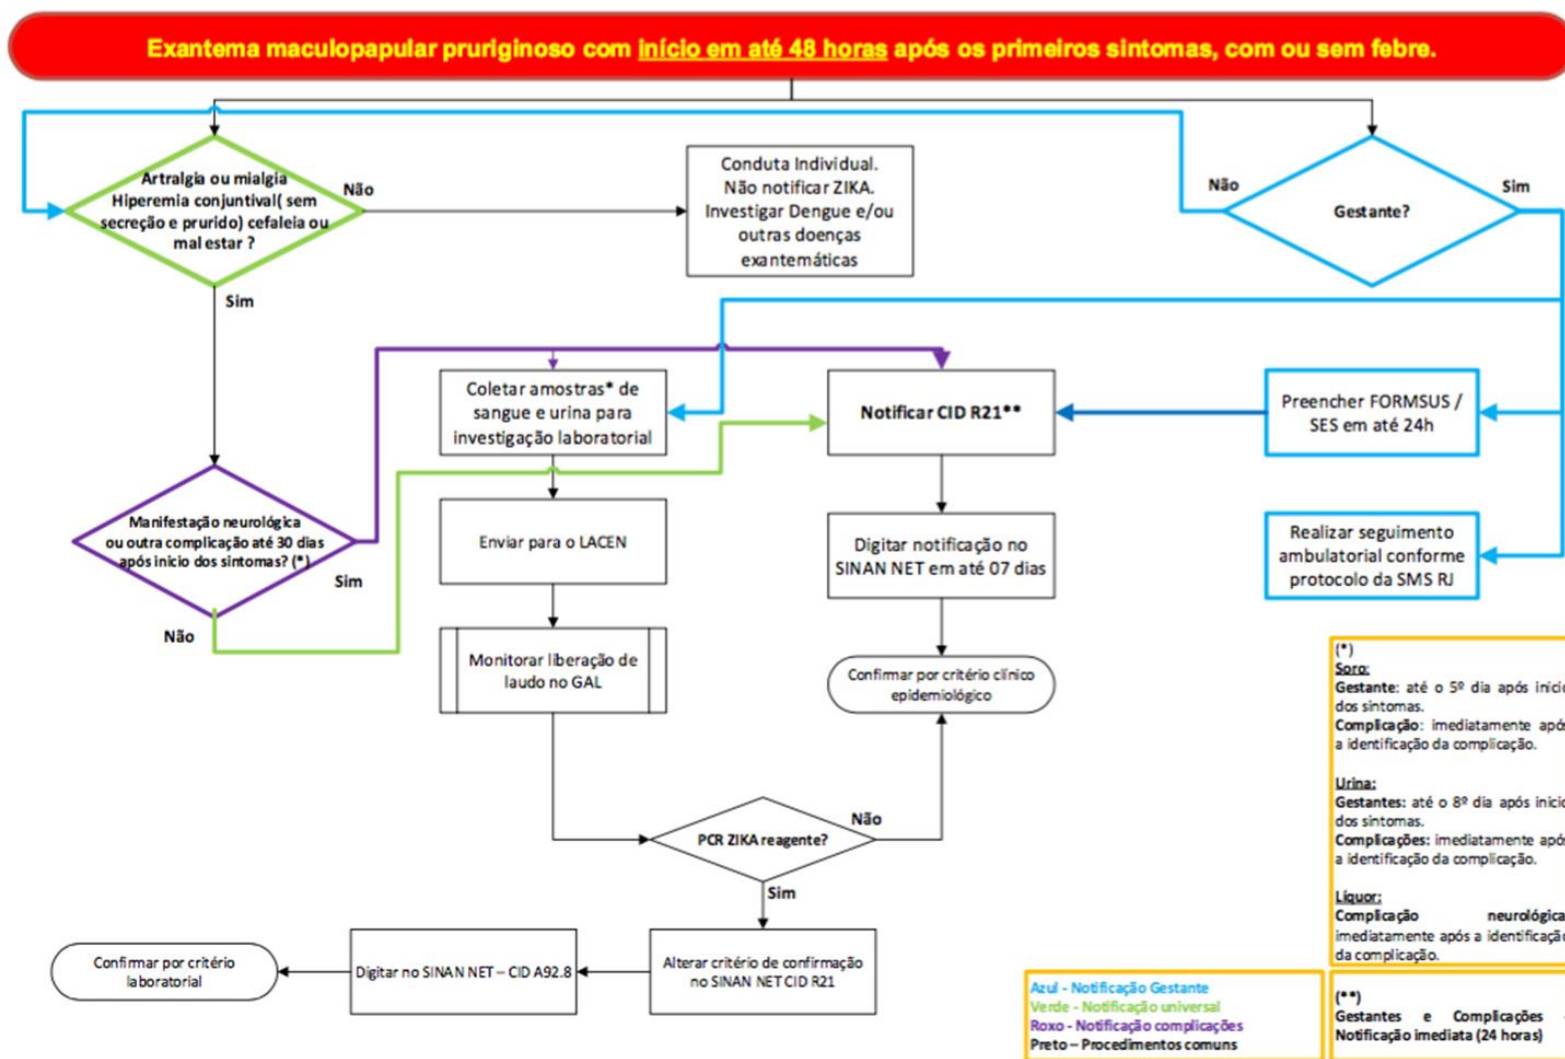 Exantema maculopapular pruriginoso com início em até 48 horas após os primeiros sintomas, com ou sem febre.
Artralgia ou mialgia
Hiperemia conjuntival( sem
secreção e prurido) cefaleia ou
mal estar ?
Não
Sim
Conduta Individual.
Não notificar ZIKA.
Investigar Dengue e/ou
outras doenças
exantemáticas
Gestante?
Não
Sim
Coletar amostras* de
sangue e urina para
investigação laboratorial
Notificar CID R21**
Preencher FORMSUS /
SES em até 24h
Manifestação neurológica
ou outra complicação até 30 dias
após inicio dos sintomas? (*)
Sim
Não
Enviar para o LACEN
Digitar notificação no
SINAN NET em até 07 dias
Realizar seguimento
ambulatorial conforme
protocolo da SMS RJ
Monitorar liberação de
laudo no GAL
Confirmar por critério clínico
epidemiológico
PCR ZIKA reagente?
Não
Sim
Confirmar por critério
laboratorial
Digitar no SINAN NET – CID A92.8
Alterar critério de confirmação
no SINAN NET CID R21
(*)
Soro:
Gestante: até o 5º dia após inicio
dos sintomas.
Complicação: imediatamente após
a identificação da complicação.
Urina:
Gestantes: até o 8º dia após inicio
dos sintomas.
Complicações: imediatamente após
a identificação da complicação.
Líquor:
Complicação neurológica
imediatamente após a identificação
da complicação.
Azul - Notificação Gestante
Verde - Notificação universal
Roxo - Notificação complicações
Preto – Procedimentos comuns
(**)
Gestantes e Complicações -
Notificação imediata (24 horas)